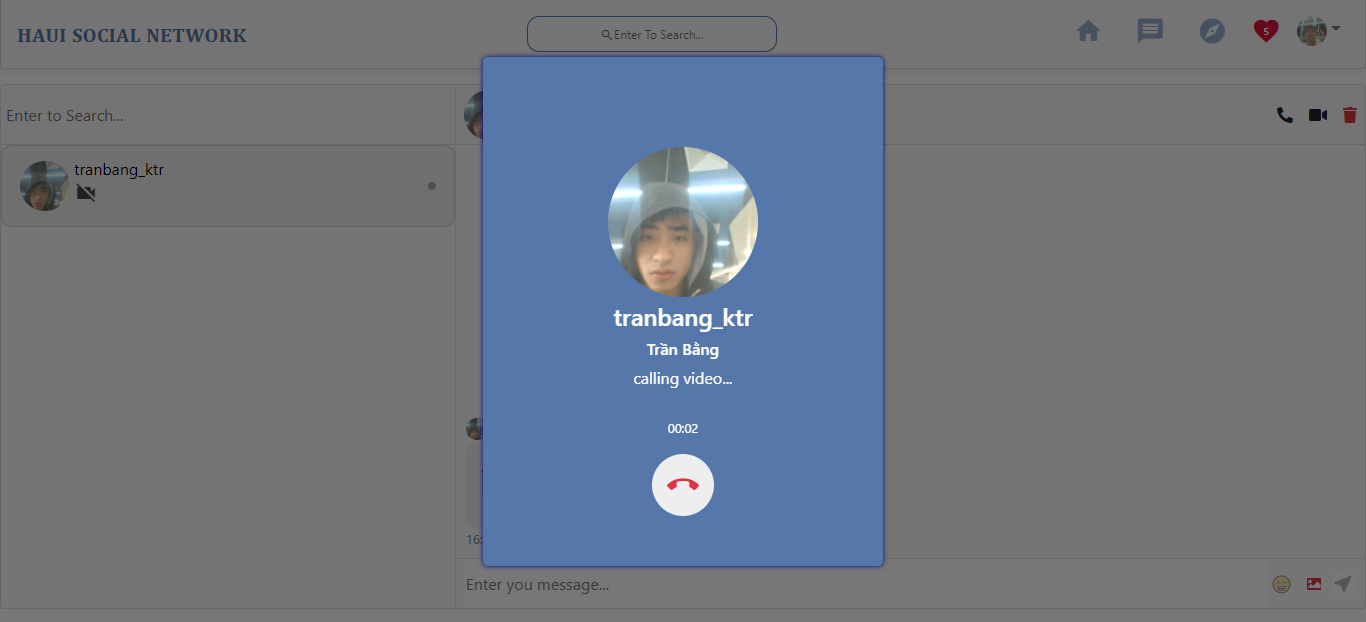 HAUI SOCIAL NETWORK
Enter To Search...
5
Enter to Search...
tranbang_ktr
tranbang_ktr
Trần Bằng
calling video...
00:02
16:
Enter you message...